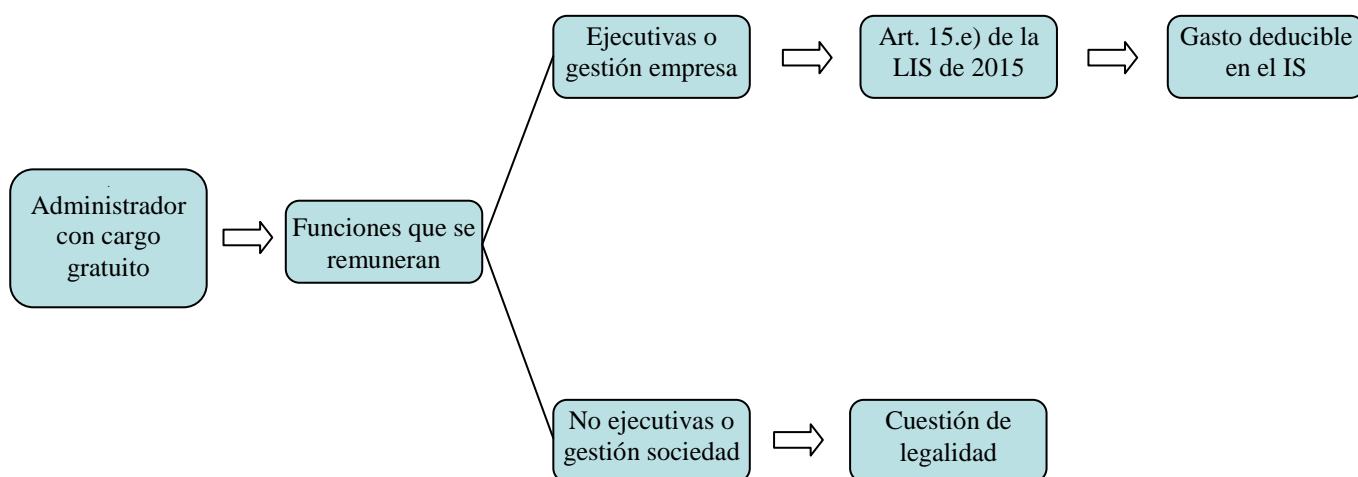 Ejecutivas o
gestión empresa
Art. 15.e) de la
LIS de 2015
Gasto deducible
en el IS
Administrador
con cargo
gratuito
Funciones que se
remuneran
No ejecutivas o
gestión sociedad
Cuestión de
legalidad